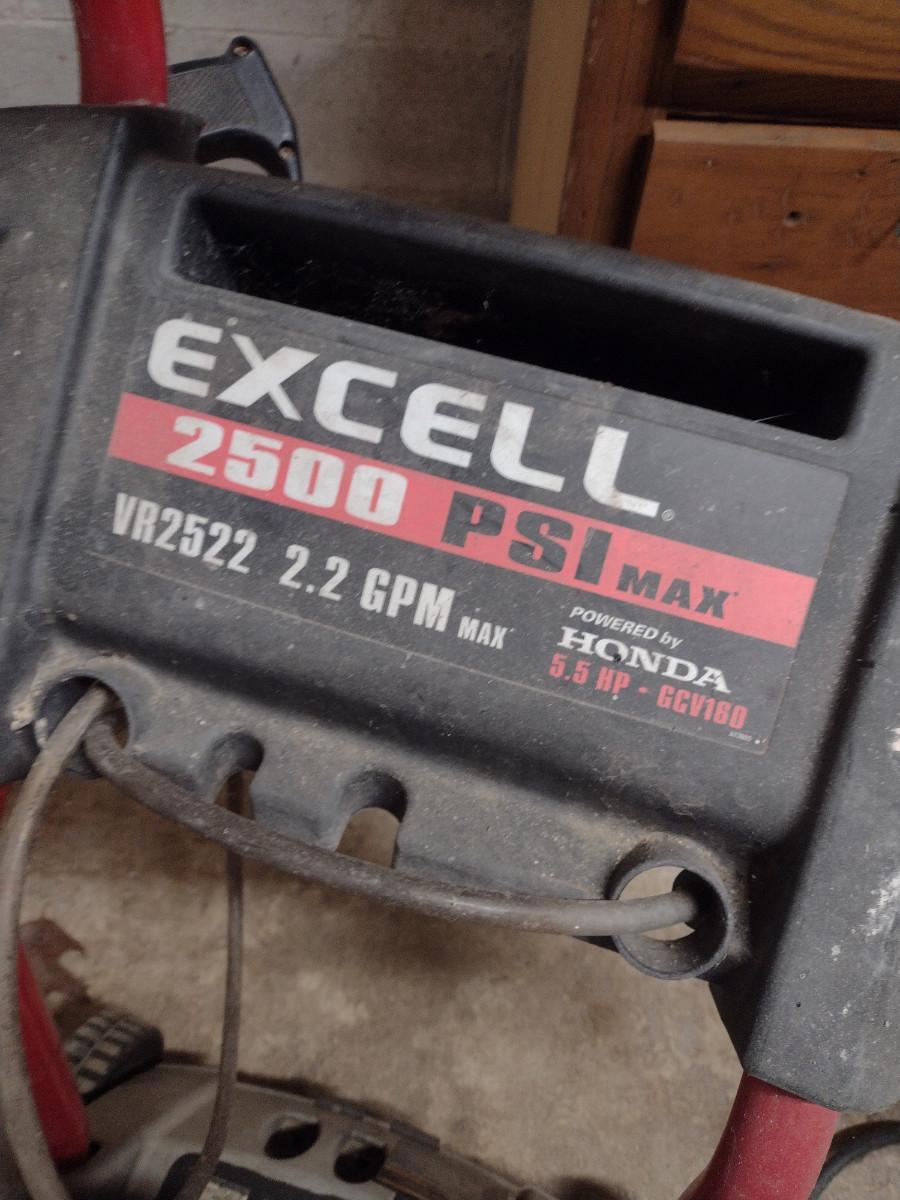 EXCELL®
2500 PSI MAX*
VR2522 2.2 GPM MAX*
POWERED by
HONDA
5.5 HP • GCV160